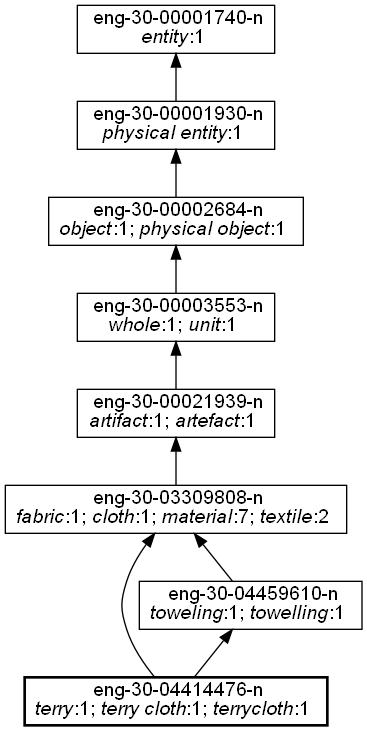 eng-30-00001740-n
entity:1
eng-30-00001930-n
physical entity:1
eng-30-00002684-n
object:1; physical object:1
eng-30-00003553-n
whole:1; unit:1
eng-30-00021939-n
artifact:1; artefact:1
eng-30-03309808-n
fabric:1; cloth:1; material:7; textile:2
eng-30-04459610-n
toweling:1; towelling:1
eng-30-04414476-n
terry:1; terry cloth:1; terrycloth:1